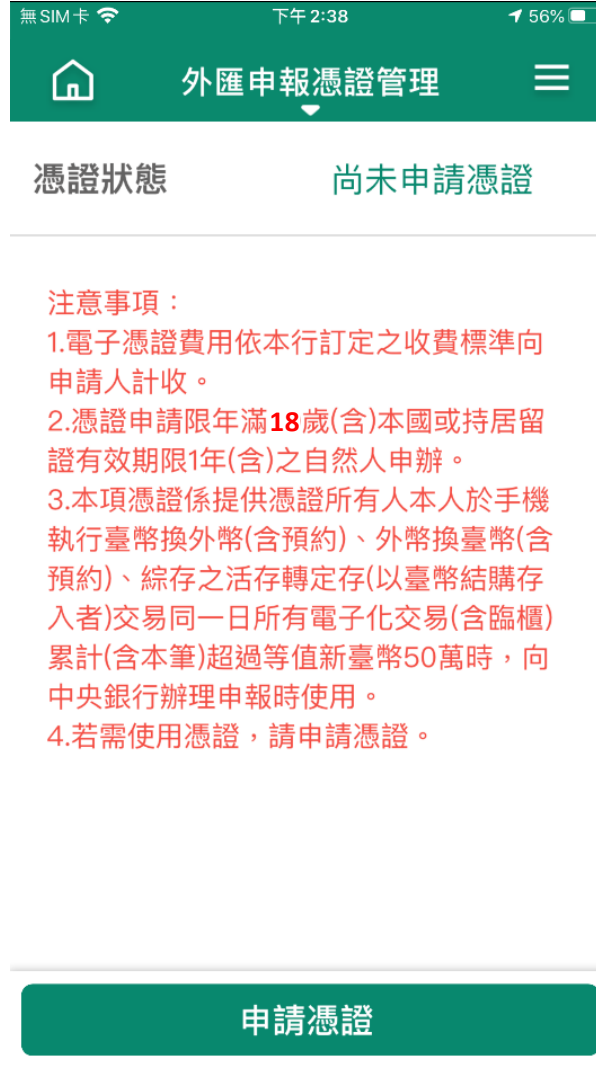 無SIM卡 下午2:38 56%
外匯申報憑證管理
憑證狀態 尚未申請憑證
注意事項：
1.電子憑證費用依本行訂定之收費標準向
申請人計收。
2.憑證申請限年滿18歲(含)本國或持居留
證有效期限1年(含)之自然人申辦。
3.本項憑證係提供憑證所有人本人於手機
執行臺幣換外幣(含預約)、外幣換臺幣(含
預約)、綜存之活存轉定存(以臺幣結購存
入者)交易同一日所有電子化交易(含臨櫃)
累計(含本筆)超過等值新臺幣50萬時，向
中央銀行辦理申報時使用。
4.若需使用憑證，請申請憑證。
申請憑證